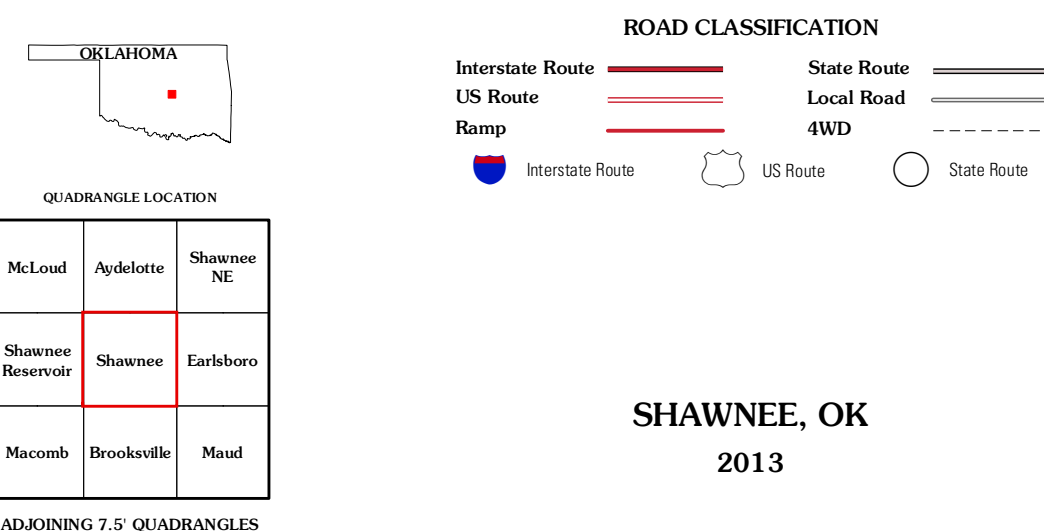 OKLAHOMA
QUADRANGLE LOCATION
McLoud
Aydelotte
Shawnee
NE
Shawnee
Reservoir
Shawnee
Earlsboro
Macomb
Brooksville
Maud
ADJOINING 7.5' QUADRANGLES
ROAD CLASSIFICATION
Interstate Route
State Route
US Route
Local Road
Ramp
4WD
Interstate Route
US Route
State Route
SHAWNEE, OK
2013